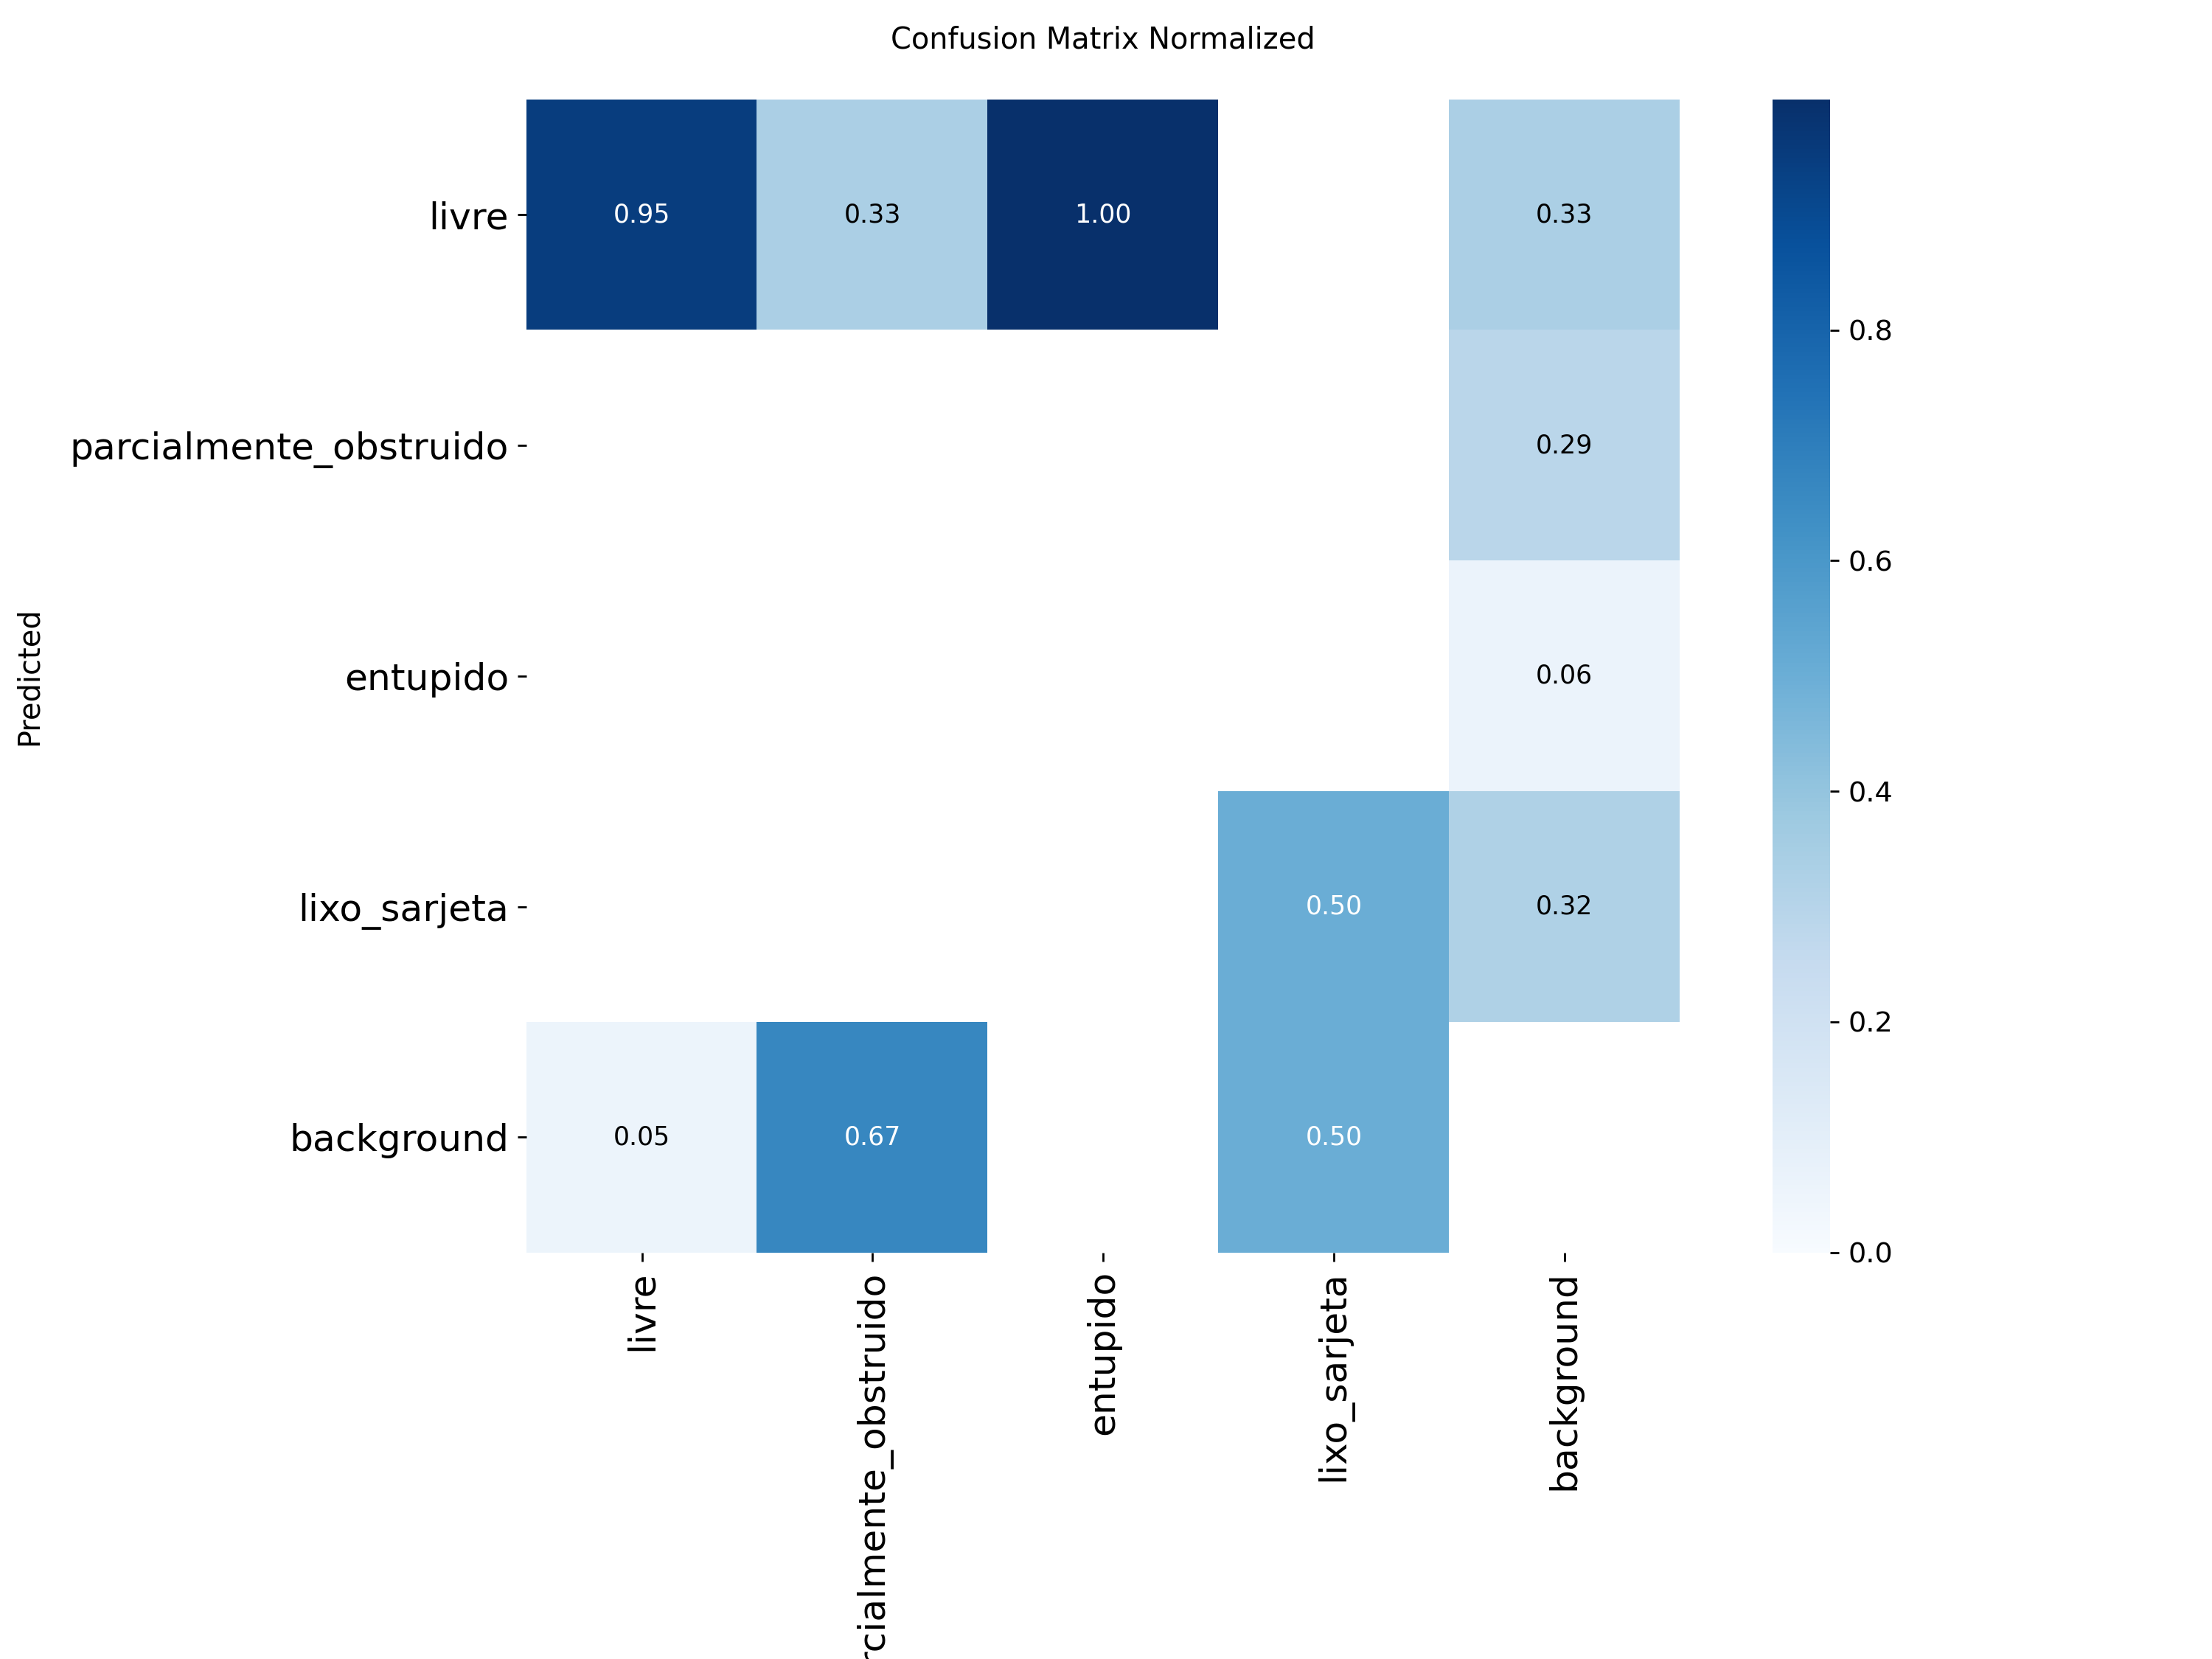 Confusion Matrix Normalized
Predicted
livre
0.95
0.33
1.00
0.33
parcialmente_obstruido
0.29
entupido
0.06
lixo_sarjeta
0.50
0.32
background
0.05
0.67
0.50
livre
rcialmente_obstruido
entupido
lixo_sarjeta
background
0.8
0.6
0.4
0.2
0.0